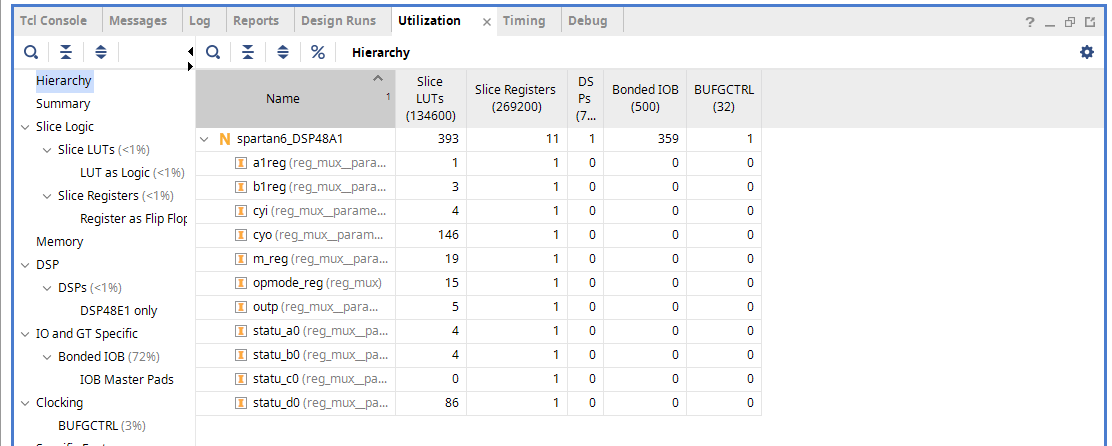 Tcl Console Messages Log Reports Design Runs Utilization × Timing Debug ?
% Hierarchy
Hierarchy
Summary
Slice Logic
Slice LUTs (<1%)
LUT as Logic (<1%)
Slice Registers (<1%)
Register as Flip Flop
Memory
DSP
DSPs (<1%)
DSP48E1 only
IO and GT Specific
Bonded IOB (72%)
IOB Master Pads
Clocking
BUFGCTRL (3%)
Name 1 Slice LUTs (134600) Slice Registers (269200) DS Ps (7... Bonded IOB (500) BUFGCTRL (32)
N spartan6_DSP48A1 393 11 1 359 1
I a1reg (reg_mux__para... 1 1 0 0 0
I b1reg (reg_mux__para... 3 1 0 0 0
I cyi (reg_mux__parame... 4 1 0 0 0
I cyo (reg_mux__param... 146 1 0 0 0
I m_reg (reg_mux__para... 19 1 0 0 0
I opmode_reg (reg_mux) 15 1 0 0 0
I outp (reg_mux__para... 5 1 0 0 0
I statu_a0 (reg_mux__pa... 4 1 0 0 0
I statu_b0 (reg_mux__pa... 4 1 0 0 0
I statu_c0 (reg_mux__pa... 0 1 0 0 0
I statu_d0 (reg_mux__pa... 86 1 0 0 0